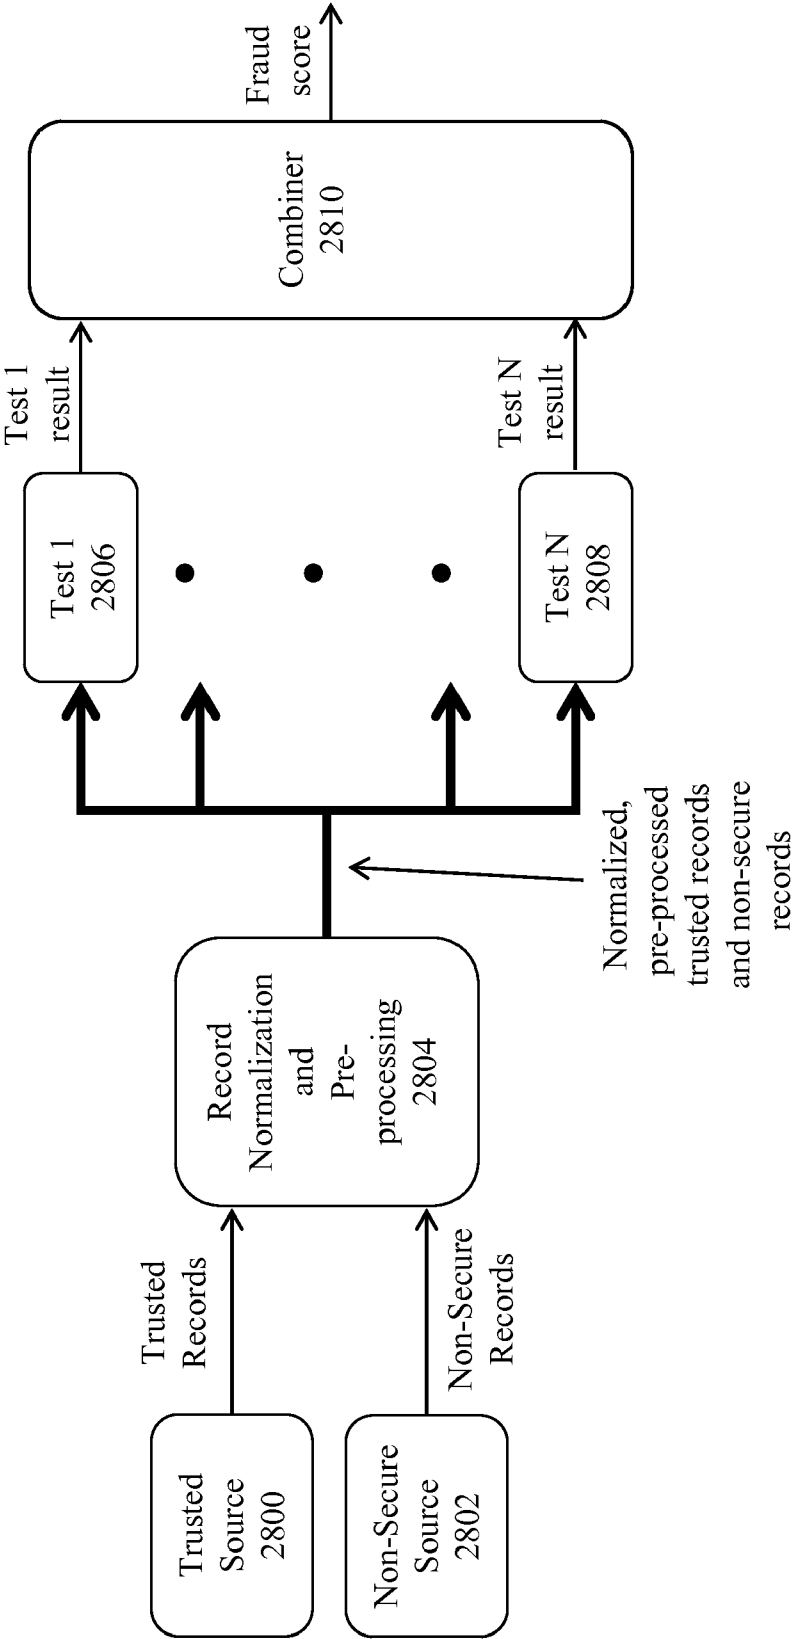 Trusted
Source
2800
Non-Secure
Source
2802
Trusted
Records
Non-Secure
Records
Record
Normalization
and
Pre-
processing
2804
Normalized,
pre-processed
trusted records
and non-secure
records
Test 1
2806
Test N
2808
Test 1
result
Test N
result
Combiner
2810
Fraud
score